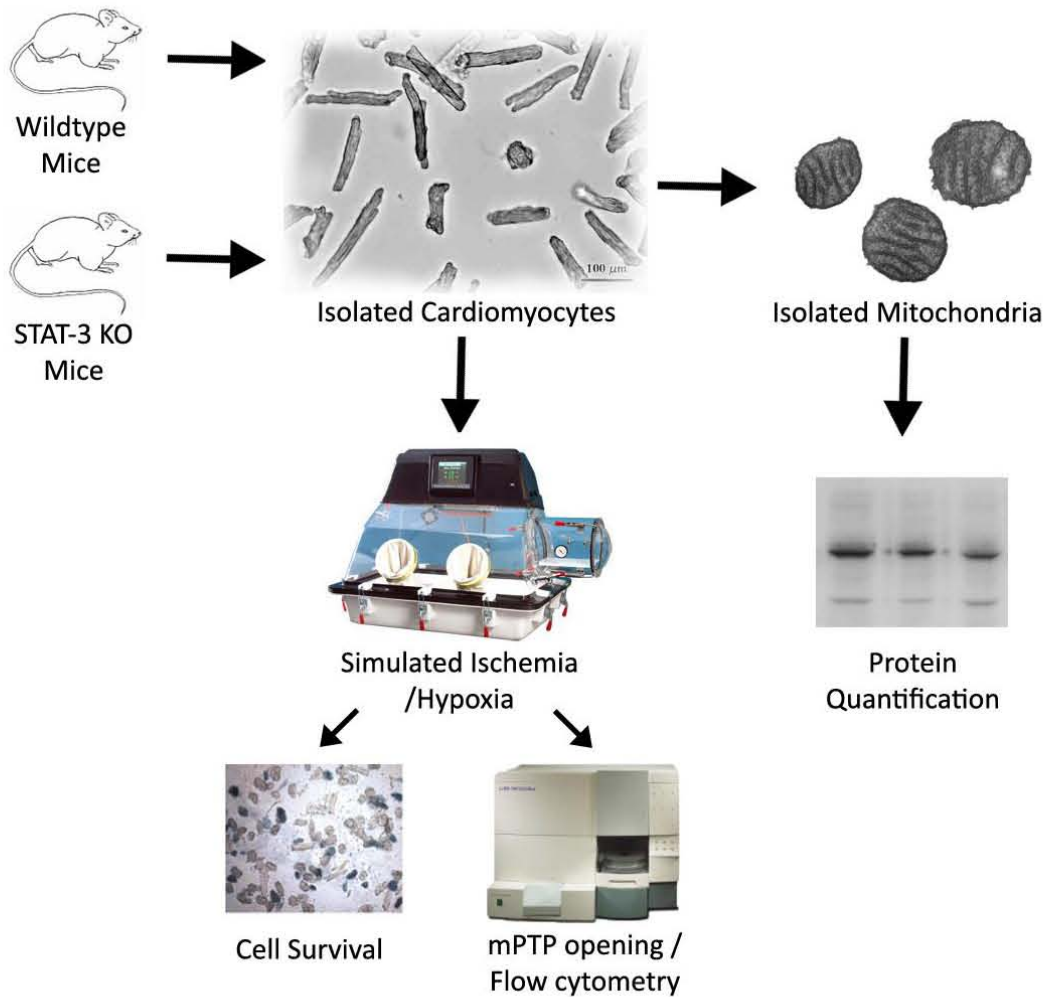 Wildtype
Mice
STAT-3 KO
Mice
100 μm
Isolated Cardiomyocytes
Isolated Mitochondria
Simulated Ischemia
/Hypoxia
Protein
Quantification
Cell Survival
mPTP opening /
Flow cytometry